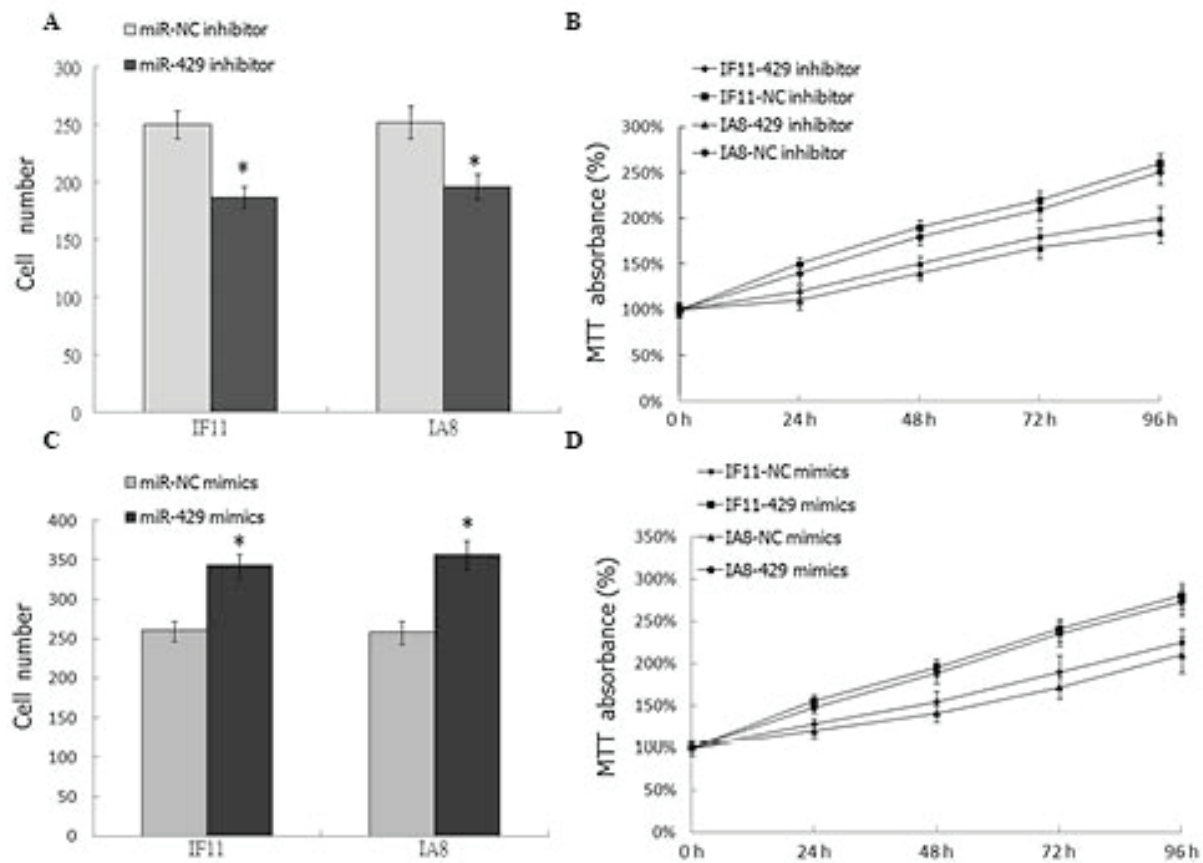 A
miR-NC inhibitor
miR-429 inhibitor
300
250
200
150
100
50
0
Cell number
*
*
IF11
IA8
B
IF11-429 inhibitor
IF11-NC inhibitor
IA8-429 inhibitor
IA8-NC inhibitor
300%
250%
200%
150%
100%
50%
0%
MTT absorbance (%)
0 h
24 h
48 h
72 h
96 h
C
miR-NC mimics
miR-429 mimics
400
350
300
250
200
150
100
50
0
Cell number
*
*
IF11
IA8
D
IF11-NC mimics
IF11-429 mimics
IA8-NC mimics
IA8-429 mimics
350%
300%
250%
200%
150%
100%
50%
0%
MTT absorbance (%)
0 h
24 h
48 h
72 h
96 h